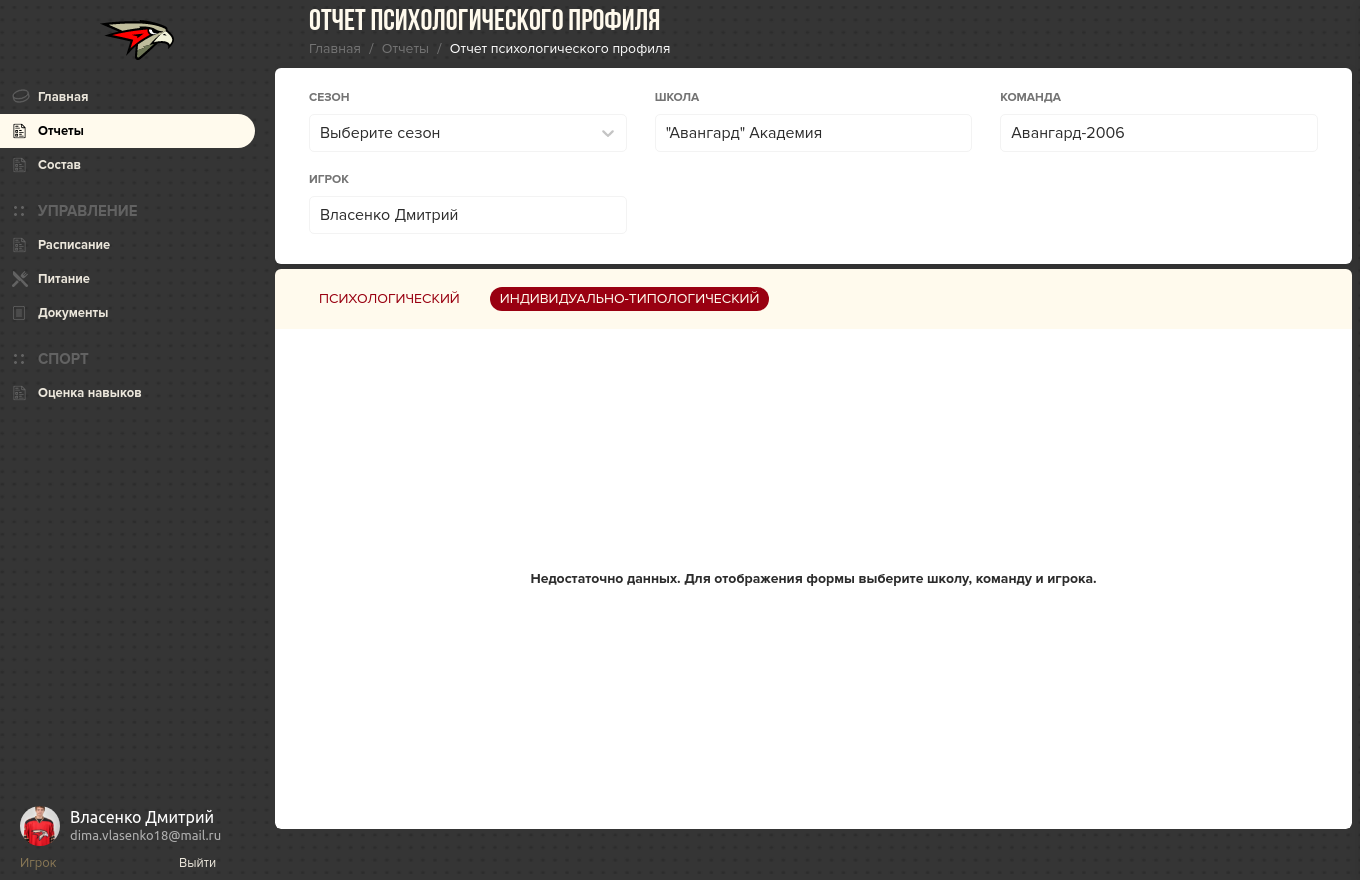 ОТЧЕТ ПСИХОЛОГИЧЕСКОГО ПРОФИЛЯ
Главная / Отчеты / Отчет психологического профиля
Главная
Отчеты
Состав
УПРАВЛЕНИЕ
Расписание
Питание
Документы
СПОРТ
Оценка навыков
СЕЗОН
Выберите сезон
ШКОЛА
"Авангард" Академия
КОМАНДА
Авангард-2006
ИГРОК
Власенко Дмитрий
ПСИХОЛОГИЧЕСКИЙ
ИНДИВИДУАЛЬНО-ТИПОЛОГИЧЕСКИЙ
Недостаточно данных. Для отображения формы выберите школу, команду и игрока.
Власенко Дмитрий
dima.vlasenko18@mail.ru
Игрок
Выйти